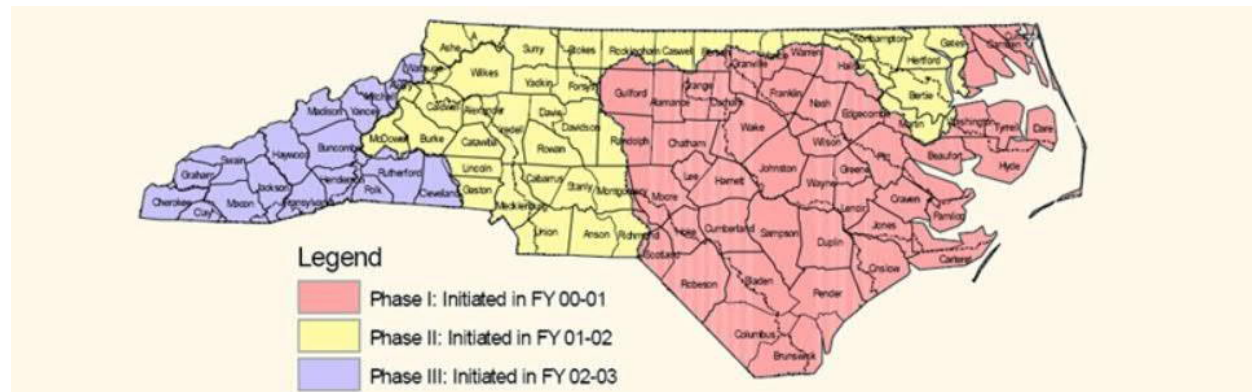 Ashe
A
Surry
Stokes
Rockingham
Caswell
Person
Granville
Warren
Northampton
Gates
Camden
Hertford
Halifax
Bertie
Watauga
Wilkes
Yadkin
Forsyth
Guilford
Alamance
Orange
Durham
Franklin
Nash
Edgecombe
Martin
Washington
Tyrrell
Dare
Avery
Mitchell
Yancey
Madison
Caldwell
Alexander
Iredell
Davie
Davidson
Randolph
Chatham
Wake
Wilson
Pitt
Beaufort
Hyde
McDowell
Burke
Catawba
Rowan
Buncombe
Haywood
Swain
Graham
Rutherford
Lincoln
Cabarrus
Stanly
Montgomery
Moore
Lee
Harnett
Johnston
Wayne
Greene
Craven
Pamlico
Cherokee
Clay
Macon
Jackson
Transylvania
Henderson
Polk
Cleveland
Gaston
Mecklenburg
Union
Anson
Richmond
Hoke
Cumberland
Sampson
Duplin
Lenoir
Jones
Carteret
Scotland
Robeson
Bladen
Pender
Onslow
Columbus
Brunswick
Legend
Phase I: Initiated in FY 00-01
Phase II: Initiated in FY 01-02
Phase III: Initiated in FY 02-03